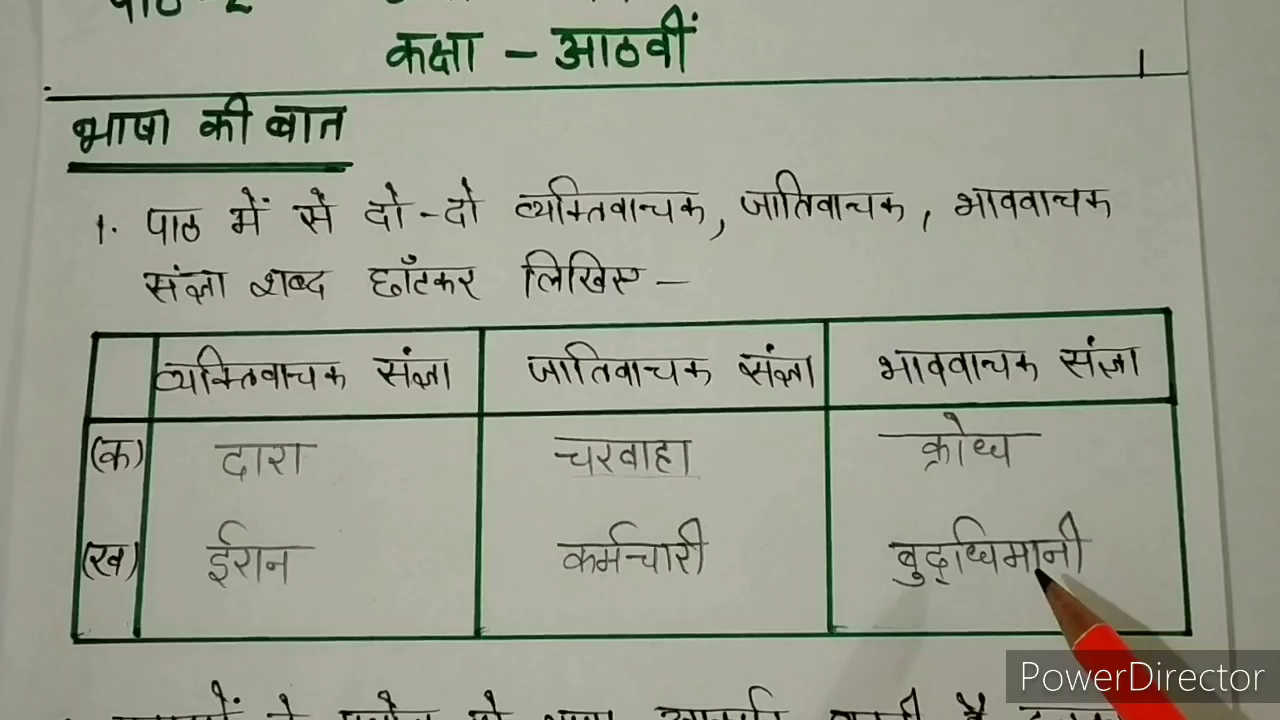 पाठ-2
कक्षा - आठवीं
भाषा की बात
1. पाठ में से दो-दो व्यक्तिवाचक, जातिवाचक, भाववाचक
संज्ञा शब्द छाँटकर लिखिए -
व्यक्तिवाचक संज्ञा जातिवाचक संज्ञा भाववाचक संज्ञा
(क) दारा चरवाहा क्रोध
(ख) ईरान कर्मचारी बुद्धिमानी
PowerDirector